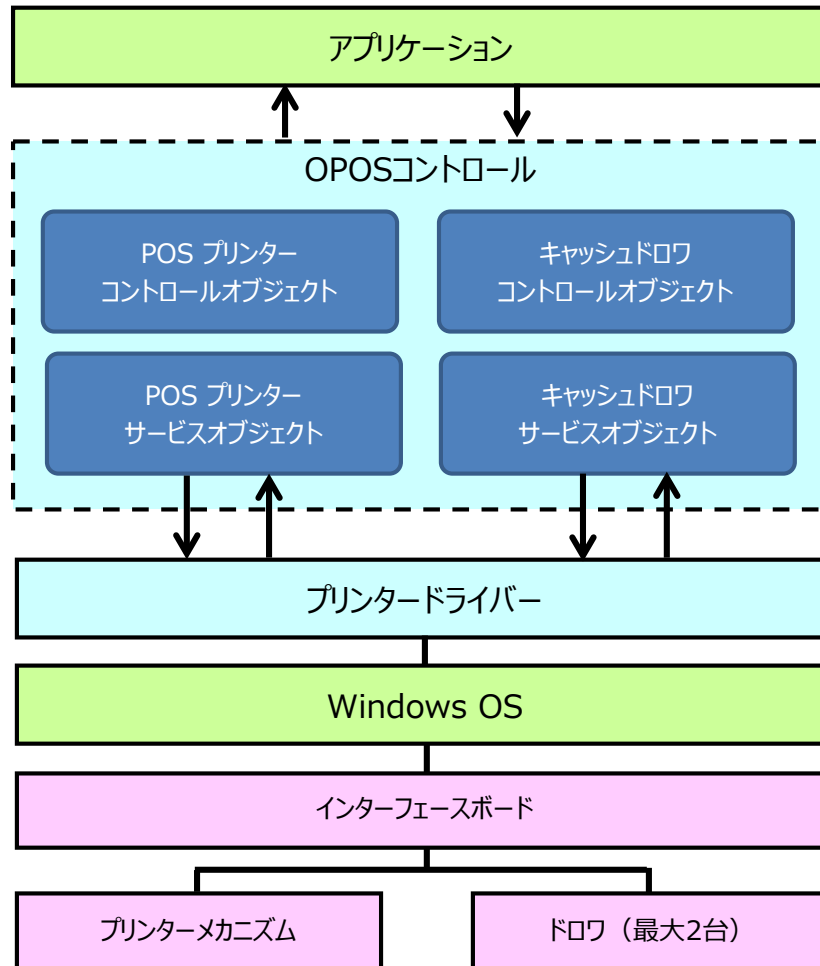 アプリケーション
OPOSコントロール
POS プリンター
コントロールオブジェクト
キャッシュドロワ
コントロールオブジェクト
POS プリンター
サービスオブジェクト
キャッシュドロワ
サービスオブジェクト
プリンタードライバー
Windows OS
インターフェースボード
プリンターメカニズム
ドロワ（最大2台）